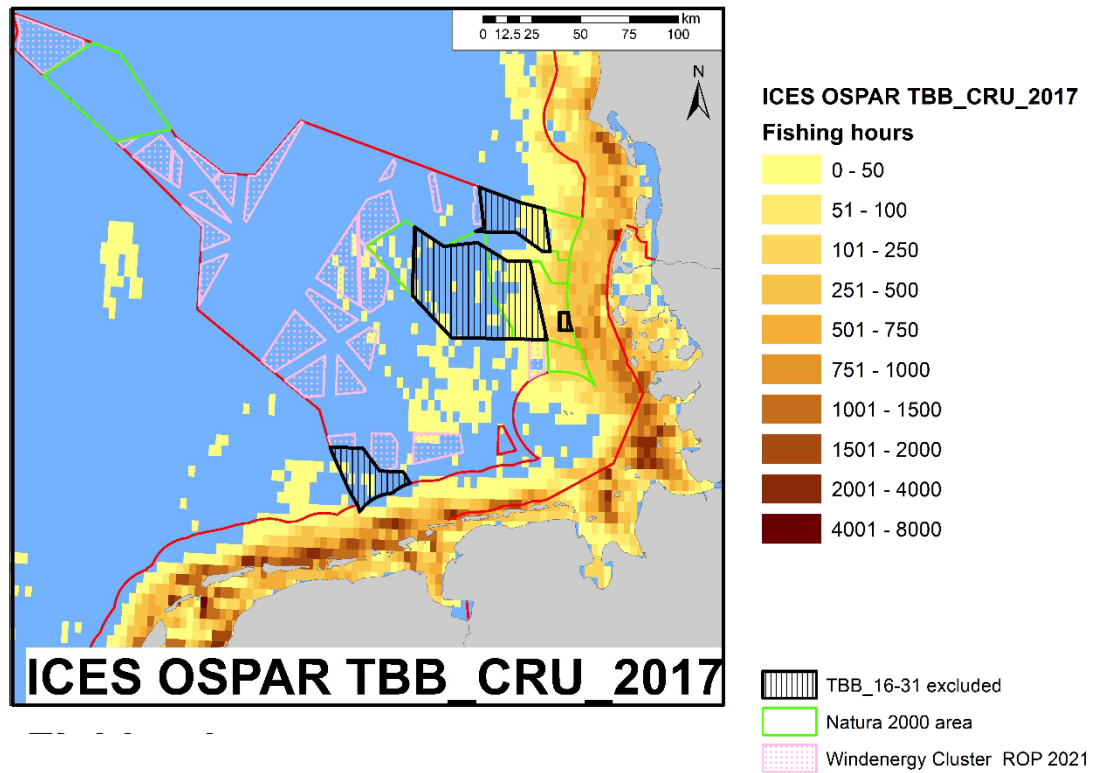 km
0 12.5 25 50 75 100
N
ICES OSPAR TBB_CRU_2017
ICES OSPAR TBB_CRU_2017
Fishing hours
0 - 50
51 - 100
101 - 250
251 - 500
501 - 750
751 - 1000
1001 - 1500
1501 - 2000
2001 - 4000
4001 - 8000
TBB_16-31 excluded
Natura 2000 area
Windenergy Cluster ROP 2021